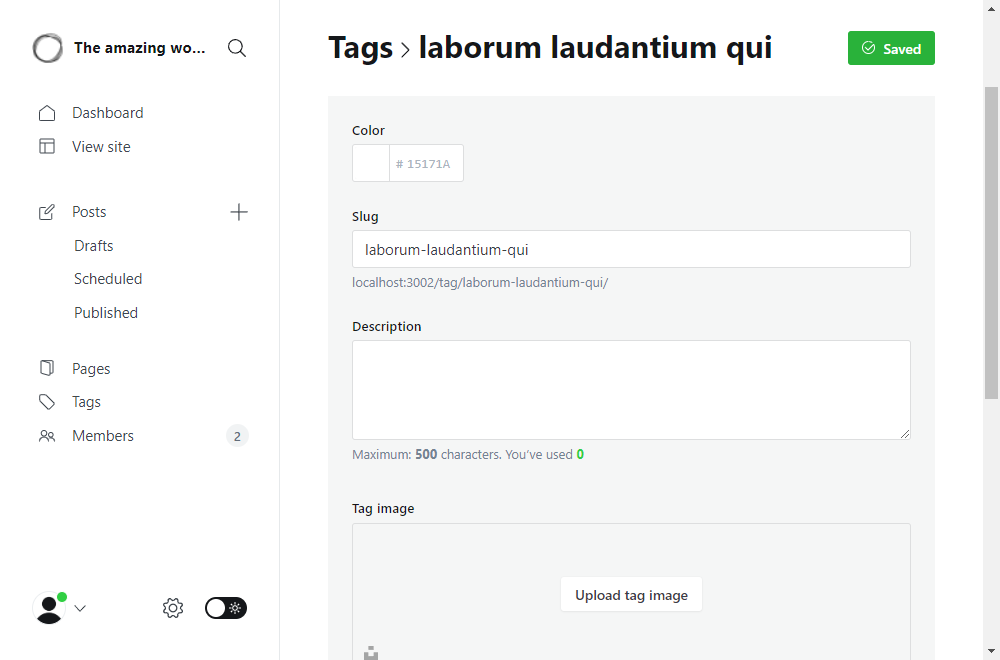 The amazing wo...
Dashboard
View site
Posts
Drafts
Scheduled
Published
Pages
Tags
Members
2
Tags > laborum laudantium qui
Saved
Color
# 15171A
Slug
laborum-laudantium-qui
localhost:3002/tag/laborum-laudantium-qui/
Description
Maximum: 500 characters. You’ve used 0
Tag image
Upload tag image